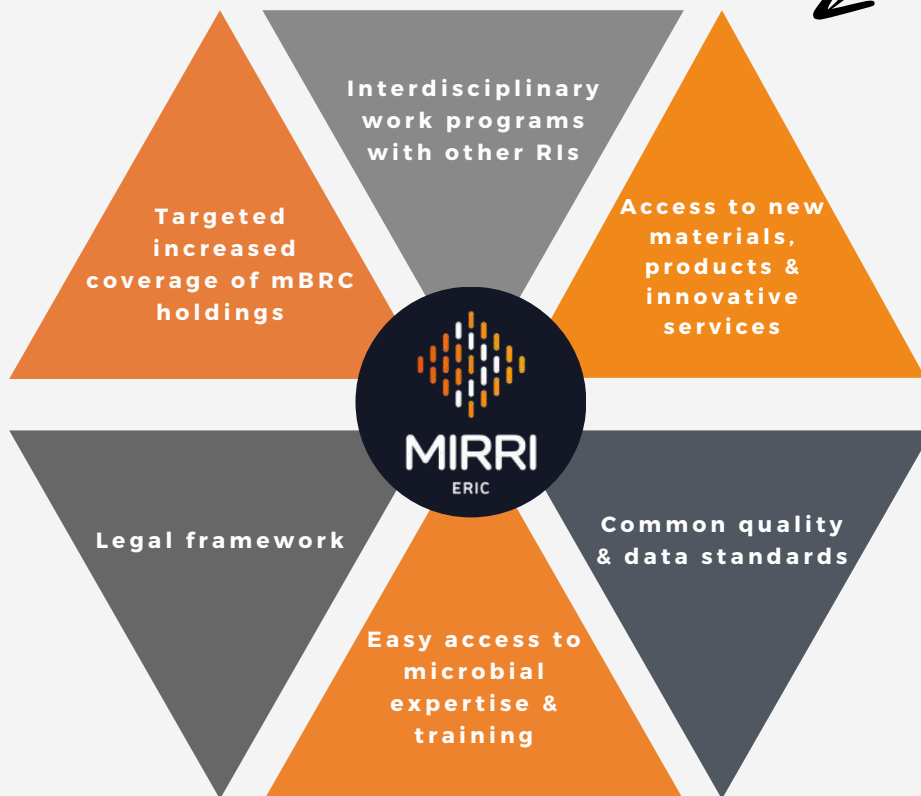 Interdisciplinary
work programs
with other RIs
Targeted
increased
coverage of mBRC
holdings
Access to new
materials,
products &
innovative
services
MIRRI
ERIC
Legal framework
Common quality
& data standards
Easy access to
microbial
expertise &
training